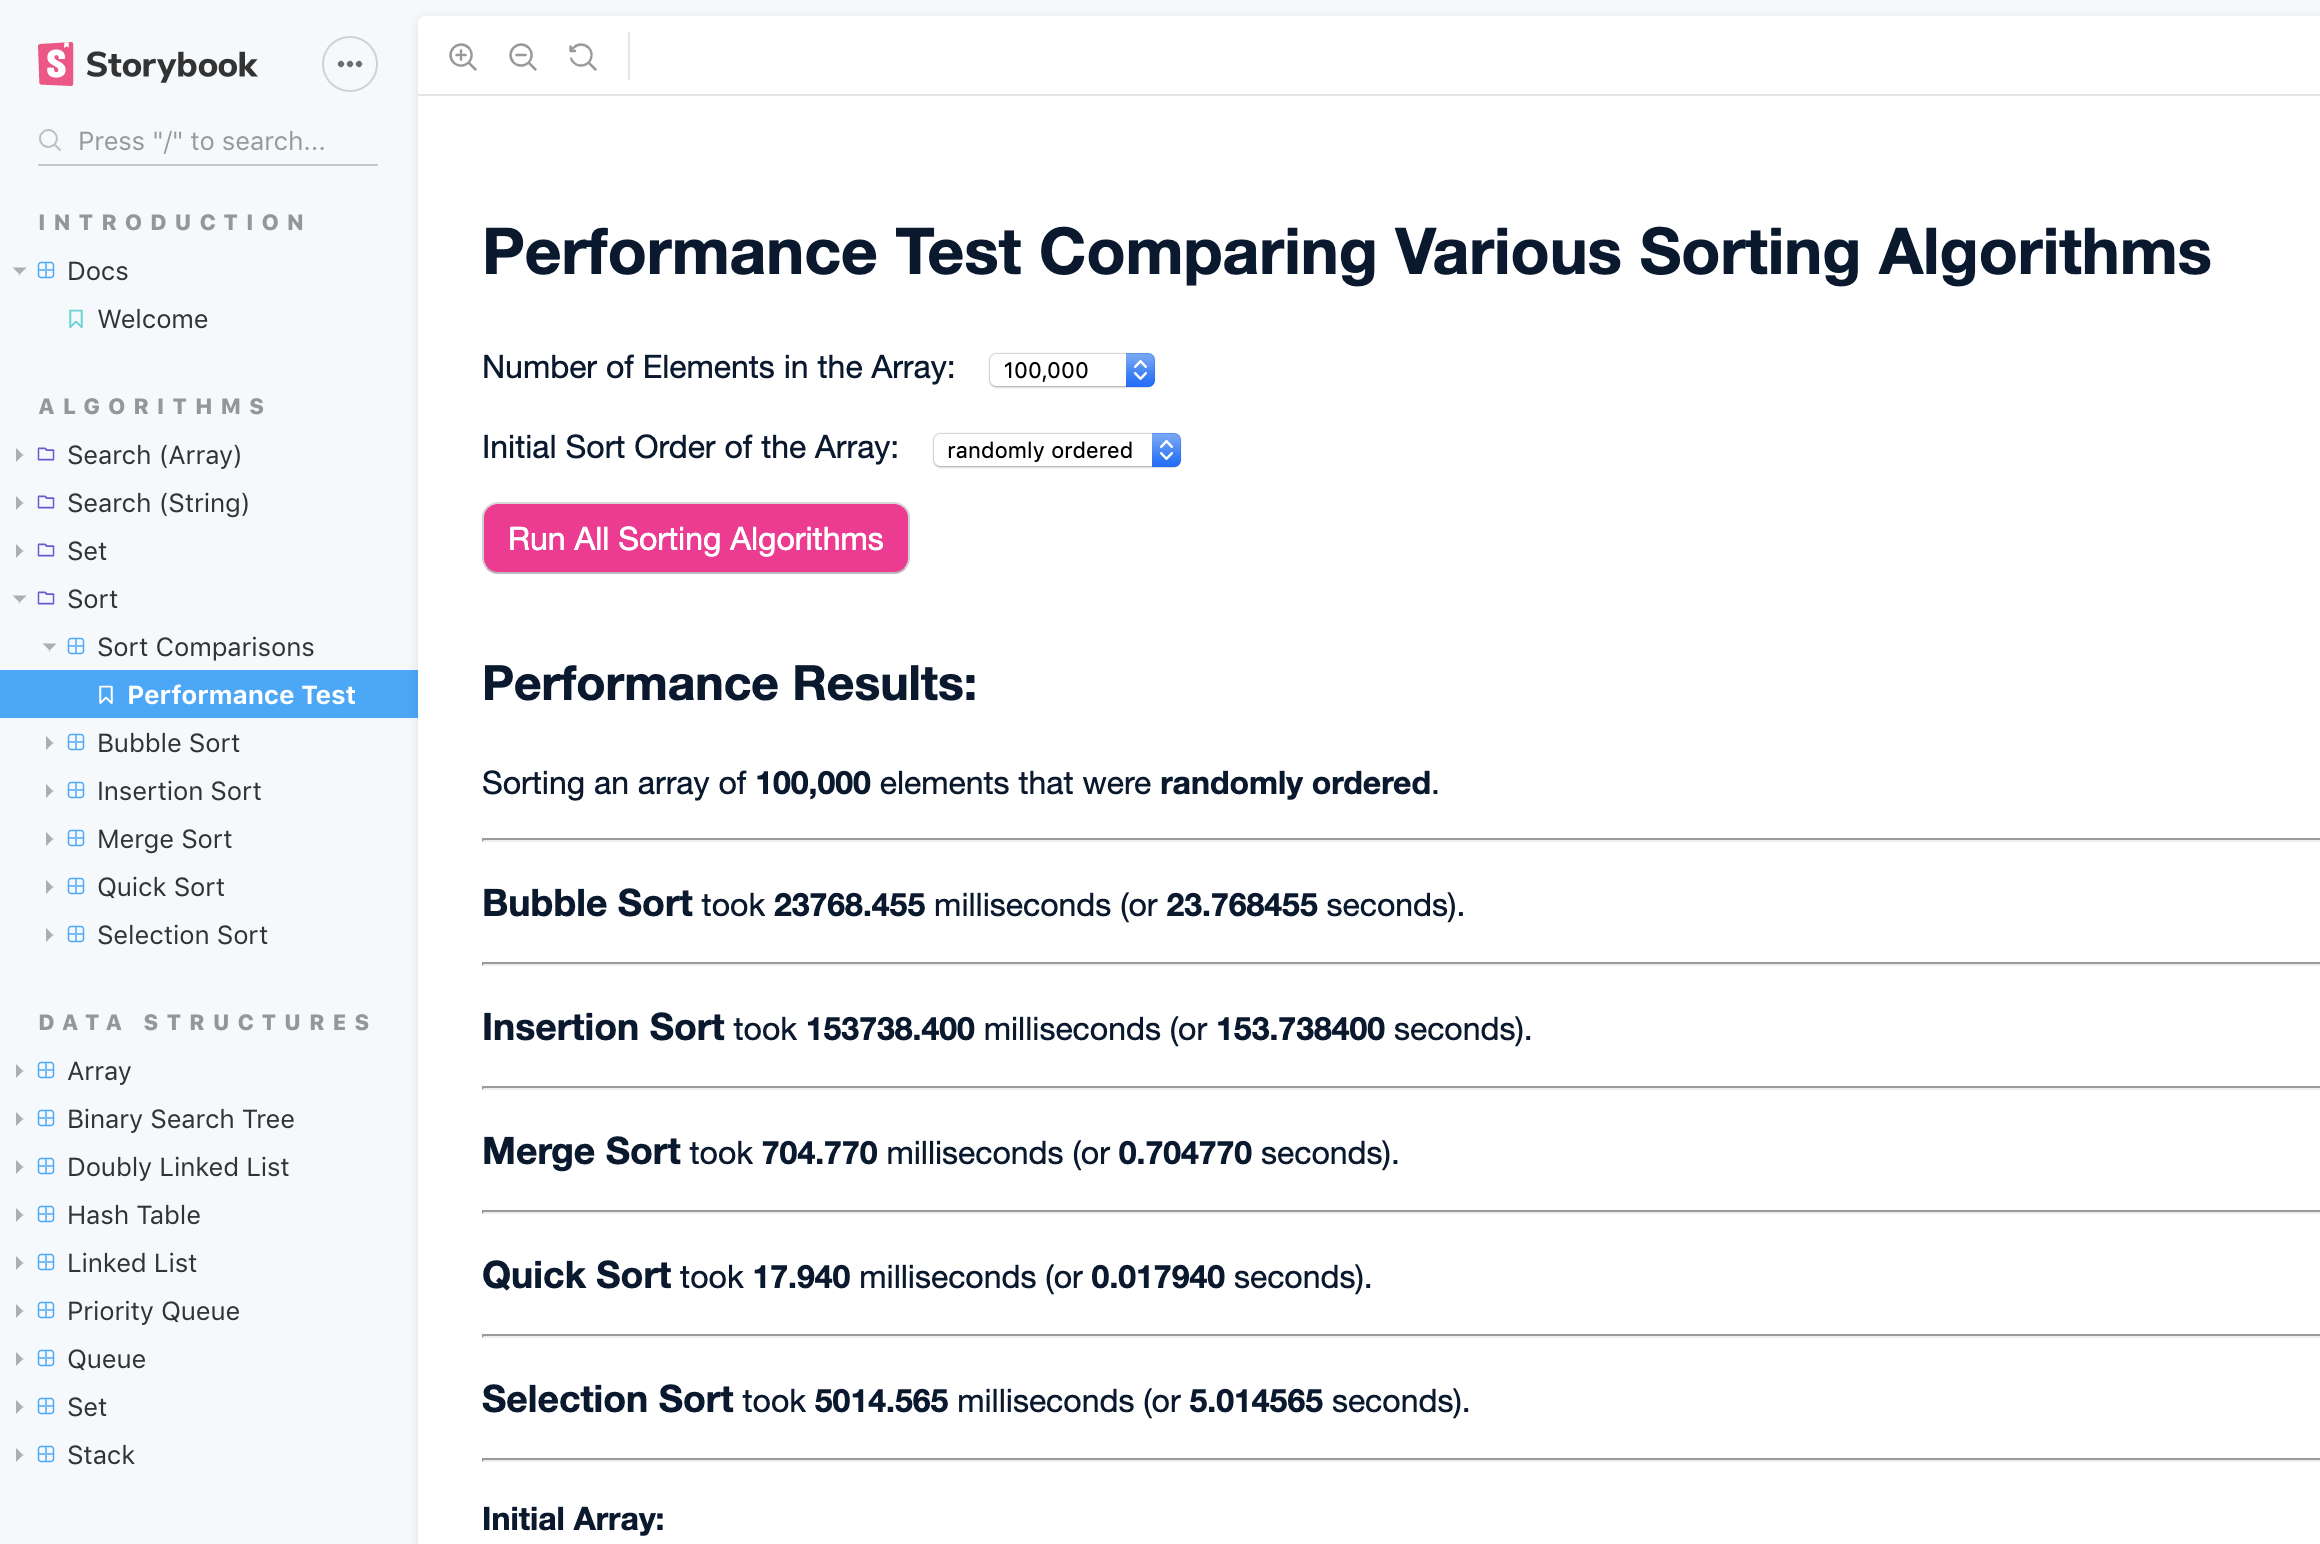 Storybook
Press "/" to search...
INTRODUCTION
Docs
Welcome
ALGORITHMS
Search (Array)
Search (String)
Set
Sort
Sort Comparisons
Performance Test
Bubble Sort
Insertion Sort
Merge Sort
Quick Sort
Selection Sort
DATA STRUCTURES
Array
Binary Search Tree
Doubly Linked List
Hash Table
Linked List
Priority Queue
Queue
Set
Stack
Performance Test Comparing Various Sorting Algorithms
Number of Elements in the Array: 100,000
Initial Sort Order of the Array: randomly ordered
Run All Sorting Algorithms
Performance Results:
Sorting an array of 100,000 elements that were randomly ordered.
Bubble Sort took 23768.455 milliseconds (or 23.768455 seconds).
Insertion Sort took 153738.400 milliseconds (or 153.738400 seconds).
Merge Sort took 704.770 milliseconds (or 0.704770 seconds).
Quick Sort took 17.940 milliseconds (or 0.017940 seconds).
Selection Sort took 5014.565 milliseconds (or 5.014565 seconds).
Initial Array: